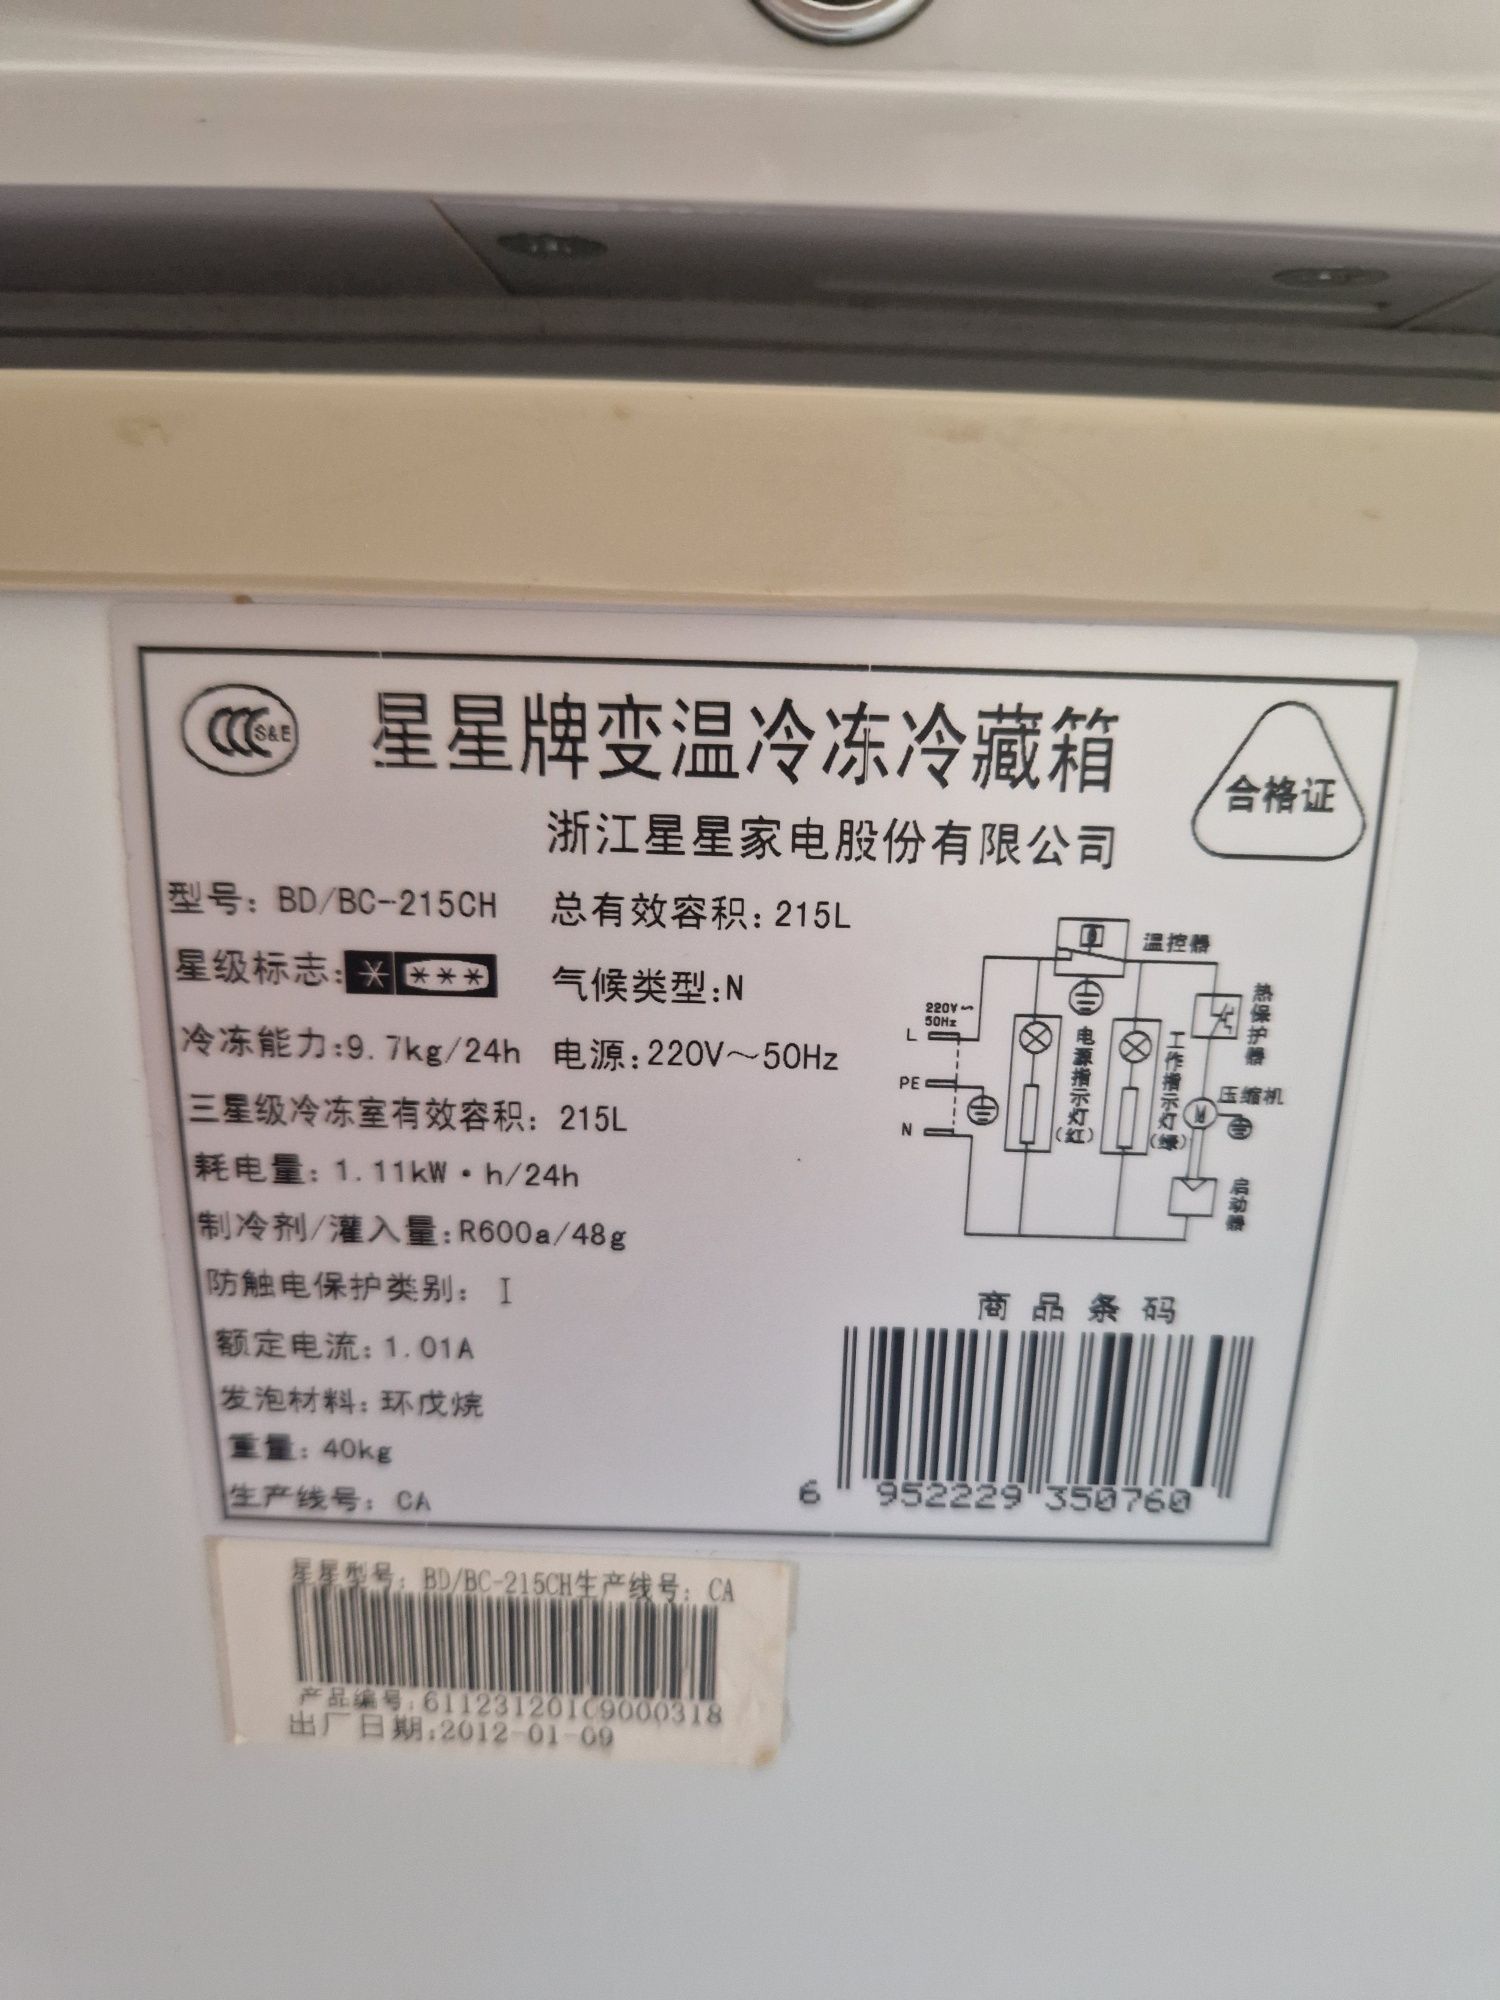 CCC S&E
星星牌变温冷冻冷藏箱
合格证
浙江星星家电股份有限公司
型号: BD/BC-215CH
总有效容积: 215L
星级标志: * ***
气候类型: N
冷冻能力: 9.7kg/24h
电源: 220V～50Hz
三星级冷冻室有效容积: 215L
耗电量: 1.11kW·h/24h
制冷剂/灌入量: R600a/48g
防触电保护类别: I
额定电流: 1.01A
发泡材料: 环戊烷
重量: 40kg
生产线号: CA
温控器
热保护器
220V～
50Hz
L
PE
N
电源指示灯(红)
工作指示灯(绿)
压缩机
M
启动器
商品条码
6 952229 350760
星星型号: BD/BC-215CH生产线号: CA
产品编号: 61123120109000318
出厂日期: 2012-01-09